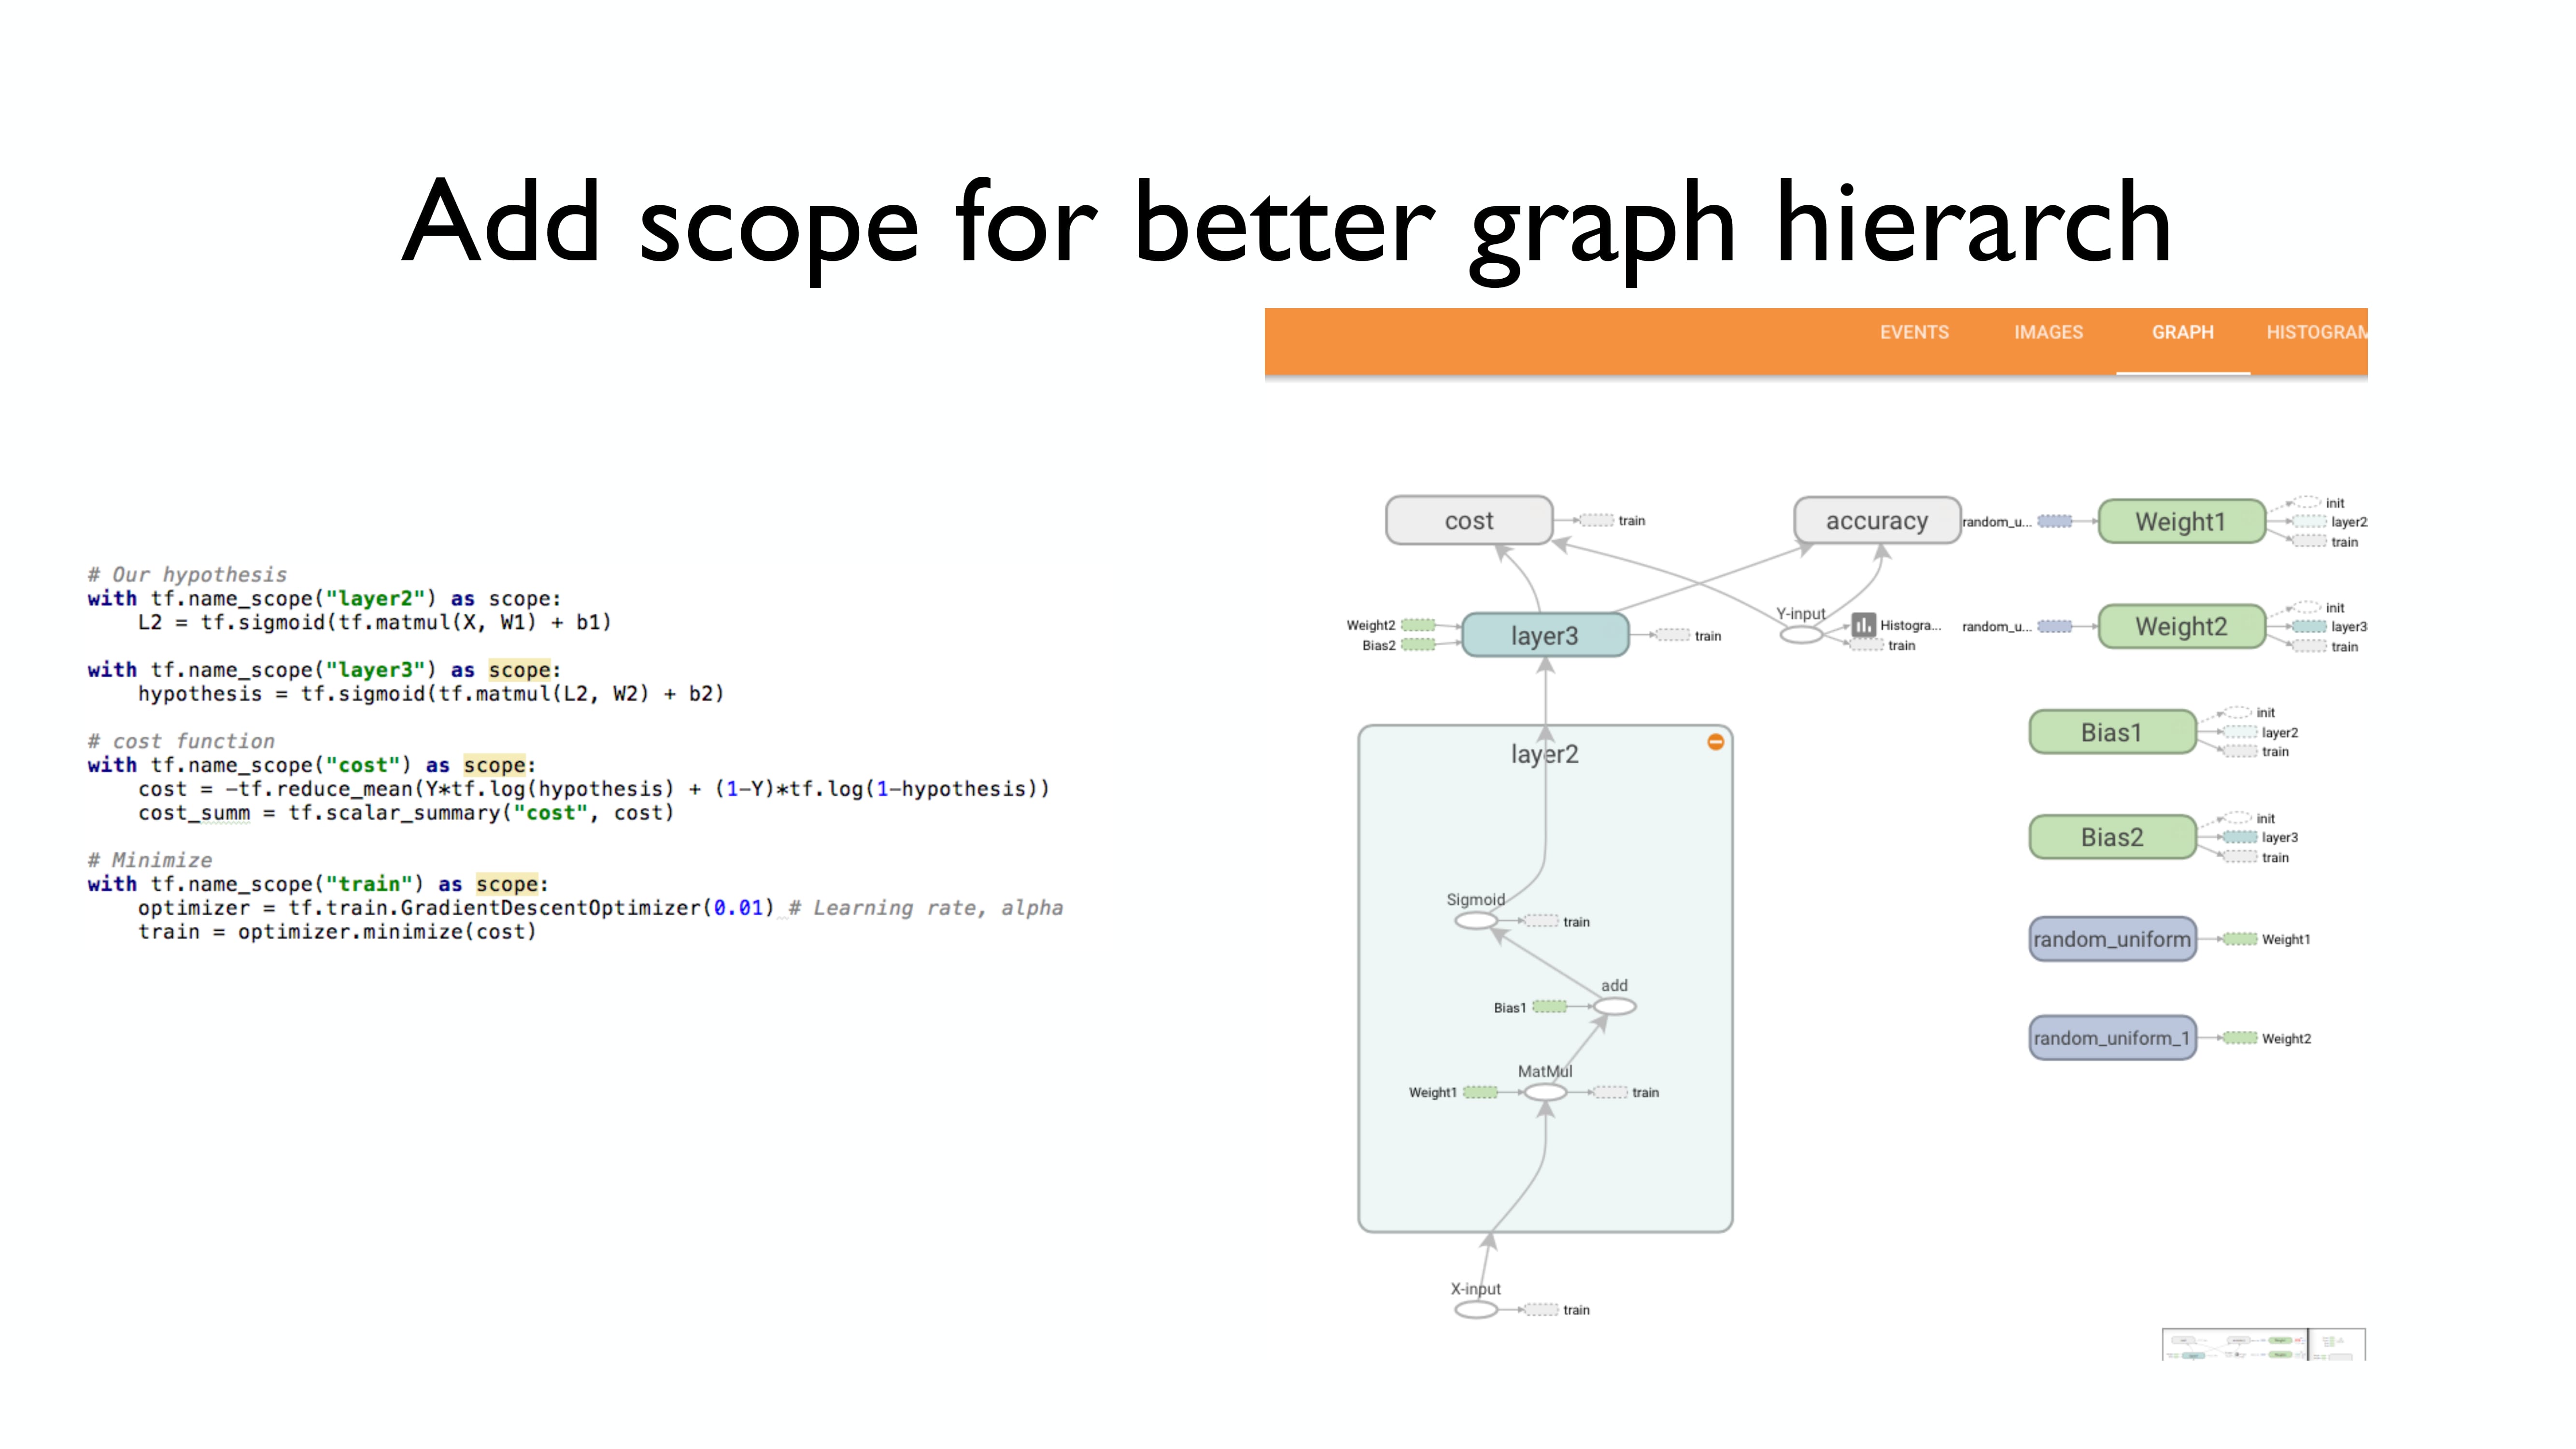 Add scope for better graph hierarch
EVENTS IMAGES GRAPH HISTOGRAM
# Our hypothesis
with tf.name_scope("layer2") as scope:
    L2 = tf.sigmoid(tf.matmul(X, W1) + b1)
with tf.name_scope("layer3") as scope:
    hypothesis = tf.sigmoid(tf.matmul(L2, W2) + b2)
# cost function
with tf.name_scope("cost") as scope:
    cost = -tf.reduce_mean(Y*tf.log(hypothesis) + (1-Y)*tf.log(1-hypothesis))
    cost_summ = tf.scalar_summary("cost", cost)
# Minimize
with tf.name_scope("train") as scope:
    optimizer = tf.train.GradientDescentOptimizer(0.01) # Learning rate, alpha
    train = optimizer.minimize(cost)
cost
train
accuracy
random_u...
Weight1
init
layer2
train
Weight2
Bias2
layer3
train
Y-input
Histogra...
train
random_u...
Weight2
init
layer3
train
layer2
Sigmoid
train
add
Bias1
MatMul
Weight1
train
X-input
train
Bias1
init
layer2
train
Bias2
init
layer3
train
random_uniform
Weight1
random_uniform_1
Weight2